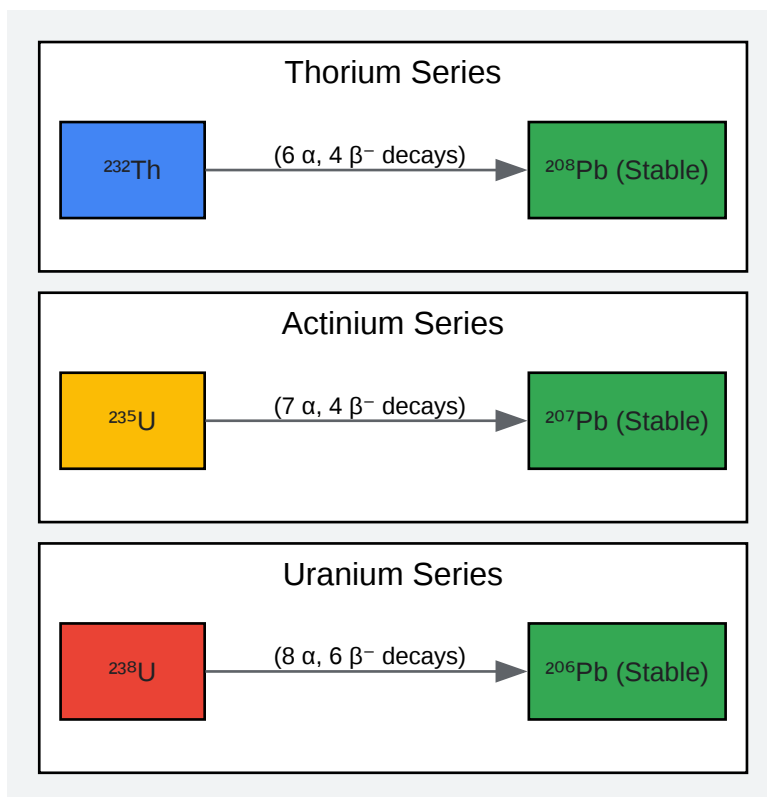 Thorium Series
²³²Th
(6 α, 4 β⁻ decays)
²⁰⁸Pb (Stable)
Actinium Series
²³⁵U
(7 α, 4 β⁻ decays)
²⁰⁷Pb (Stable)
Uranium Series
²³⁸U
(8 α, 6 β⁻ decays)
²⁰⁶Pb (Stable)